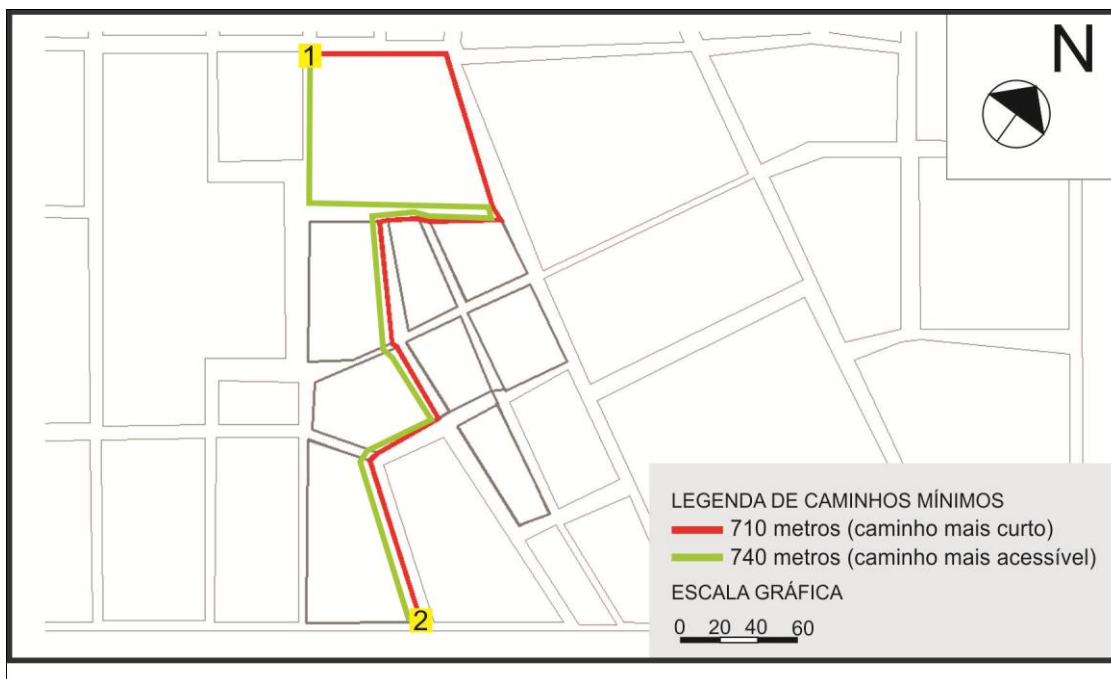 1
N
2
LEGENDA DE CAMINHOS MÍNIMOS
710 metros (caminho mais curto)
740 metros (caminho mais acessível)
ESCALA GRÁFICA
0 20 40 60